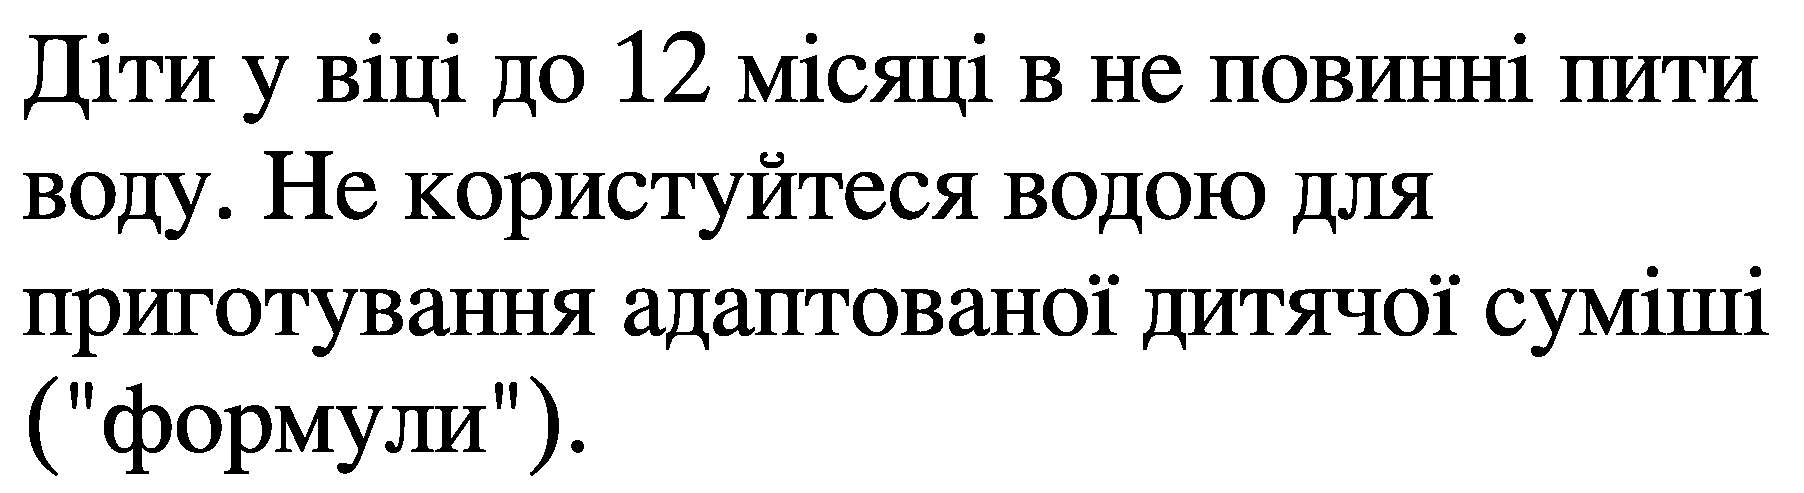 Діти у віці до 12 місяці в не повинні пити
воду. Не користуйтеся водою для
приготування адаптованої дитячої суміші
("формули").